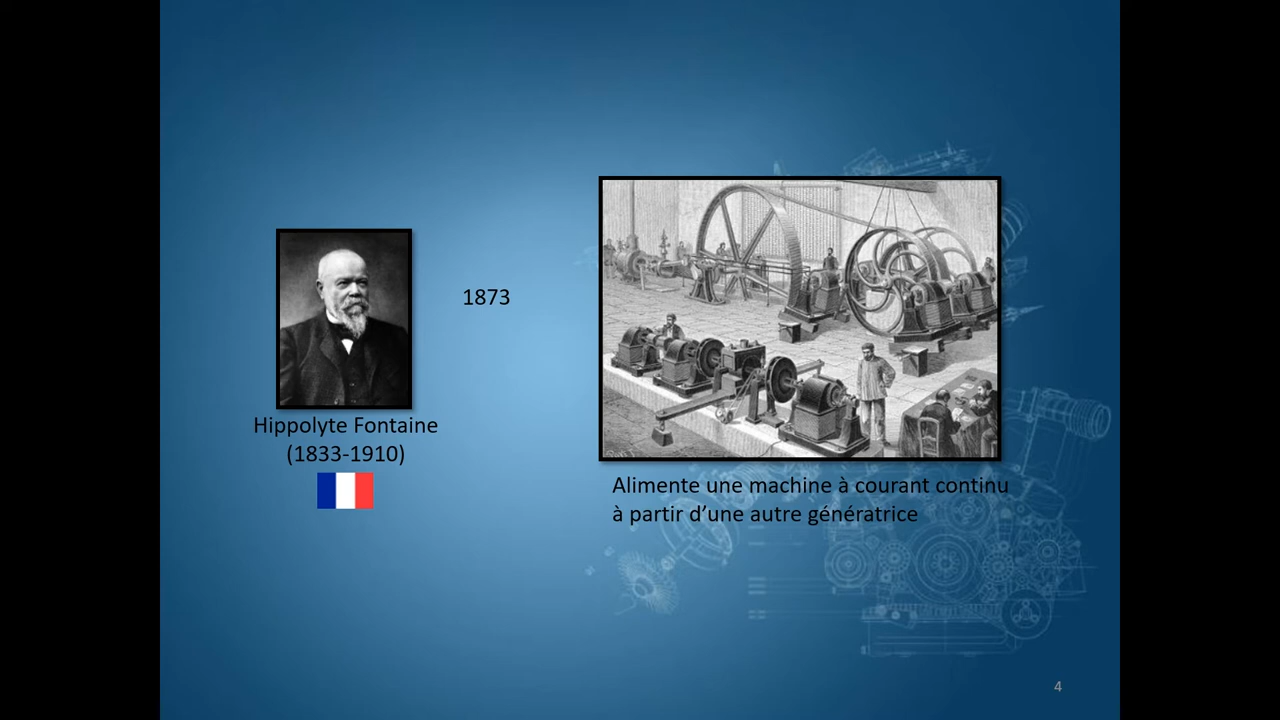 Hippolyte Fontaine
(1833-1910)
1873
Alimente une machine à courant continu
à partir d’une autre génératrice
4